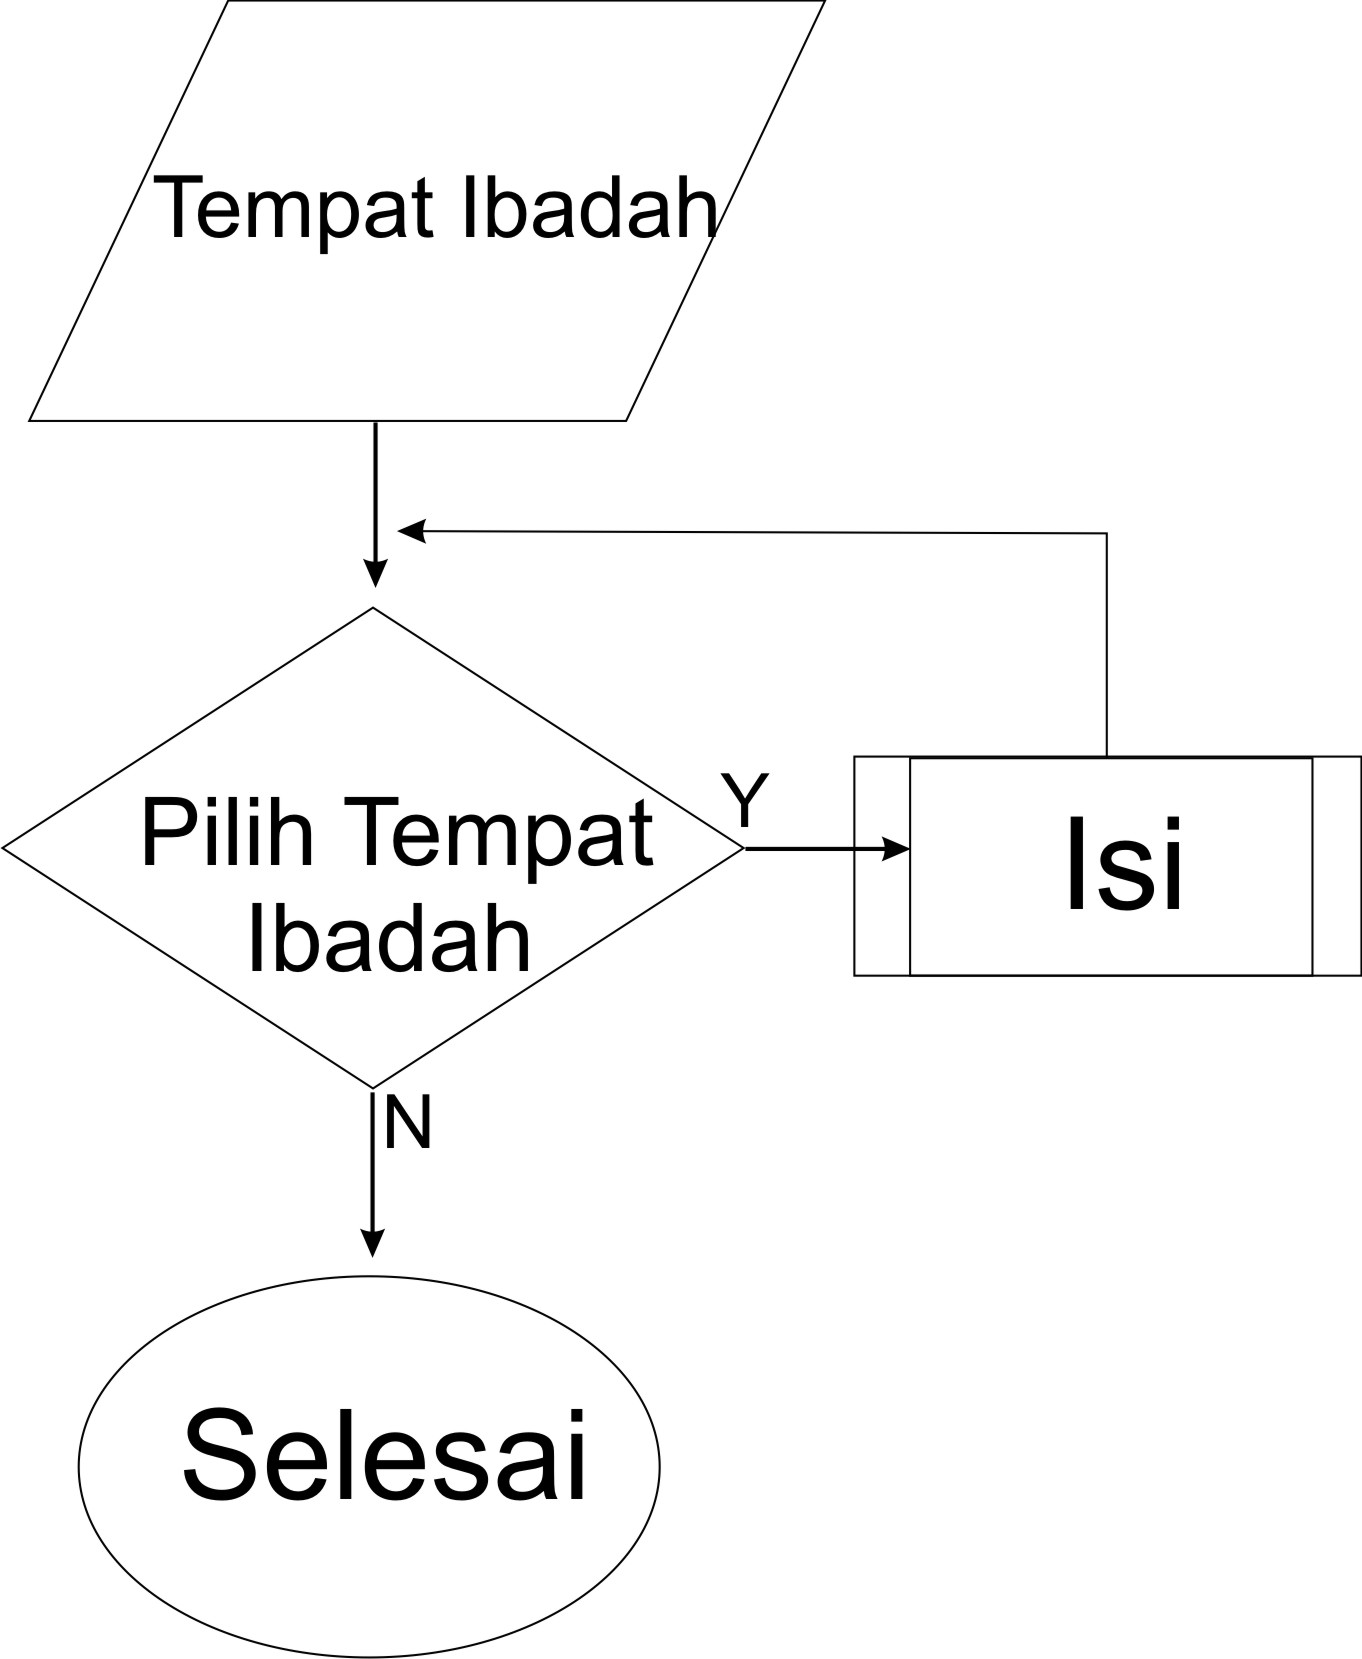 Tempat Ibadah
Pilih Tempat
Ibadah
Y
Isi
N
Selesai